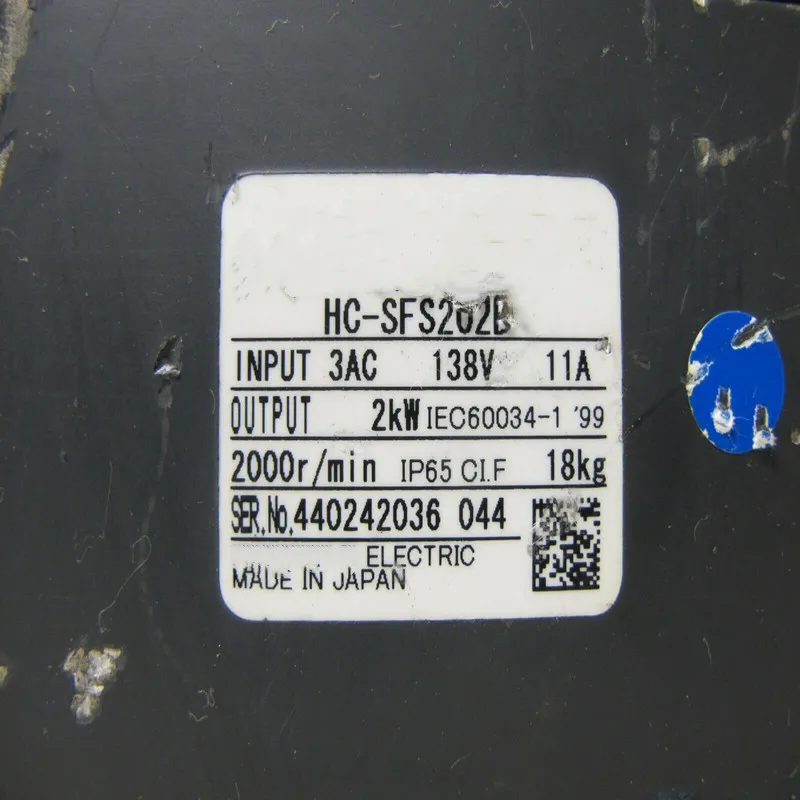 HC-SFS202B
INPUT 3AC 138V 11A
OUTPUT 2kW IEC60034-1 '99
2000r/min IP65 CI.F 18kg
SER.No.440242036 044
ELECTRIC
MADE IN JAPAN